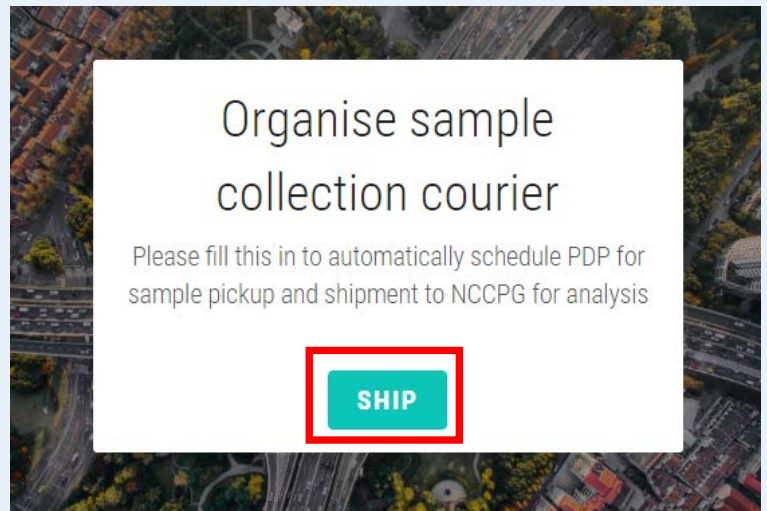 Organise sample
collection courier
Please fill this in to automatically schedule PDP for
sample pickup and shipment to NCCPG for analysis
SHIP